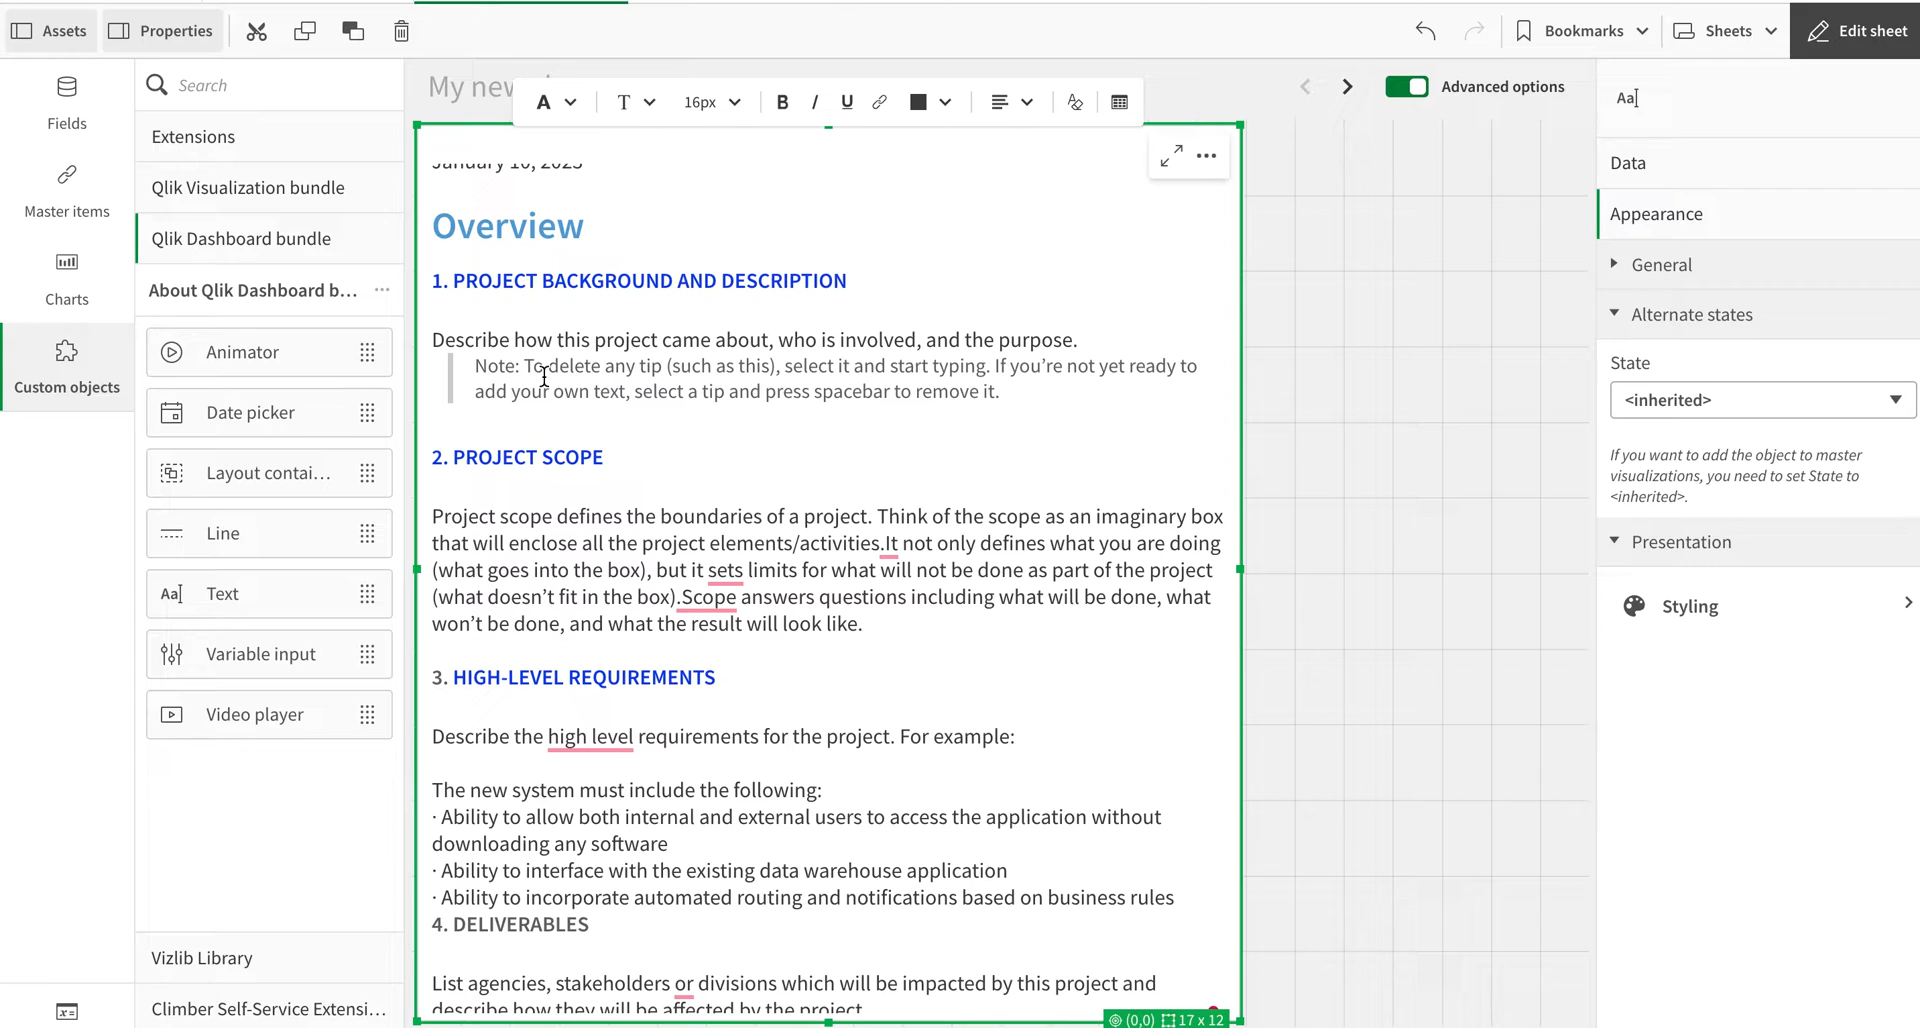 Assets
Properties
Bookmarks
Sheets
Edit sheet
Fields
Master items
Charts
Custom objects
Search
Extensions
Qlik Visualization bundle
Qlik Dashboard bundle
About Qlik Dashboard b...
Animator
Date picker
Layout contai...
Line
Aa Text
Variable input
Video player
Vizlib Library
Climber Self-Service Extensi...
My new
A
T
16px
B
I
U
Advanced options
January 10, 2023
Overview
1. PROJECT BACKGROUND AND DESCRIPTION
Describe how this project came about, who is involved, and the purpose.
Note: To delete any tip (such as this), select it and start typing. If you’re not yet ready to
add your own text, select a tip and press spacebar to remove it.
2. PROJECT SCOPE
Project scope defines the boundaries of a project. Think of the scope as an imaginary box
that will enclose all the project elements/activities.It not only defines what you are doing
(what goes into the box), but it sets limits for what will not be done as part of the project
(what doesn’t fit in the box).Scope answers questions including what will be done, what
won’t be done, and what the result will look like.
3. HIGH-LEVEL REQUIREMENTS
Describe the high level requirements for the project. For example:
The new system must include the following:
· Ability to allow both internal and external users to access the application without
downloading any software
· Ability to interface with the existing data warehouse application
· Ability to incorporate automated routing and notifications based on business rules
4. DELIVERABLES
List agencies, stakeholders or divisions which will be impacted by this project and
describe how they will be affected by the project
(0,0) 17 x 12
Aa
Data
Appearance
General
Alternate states
State
<inherited>
If you want to add the object to master
visualizations, you need to set State to
<inherited>.
Presentation
Styling